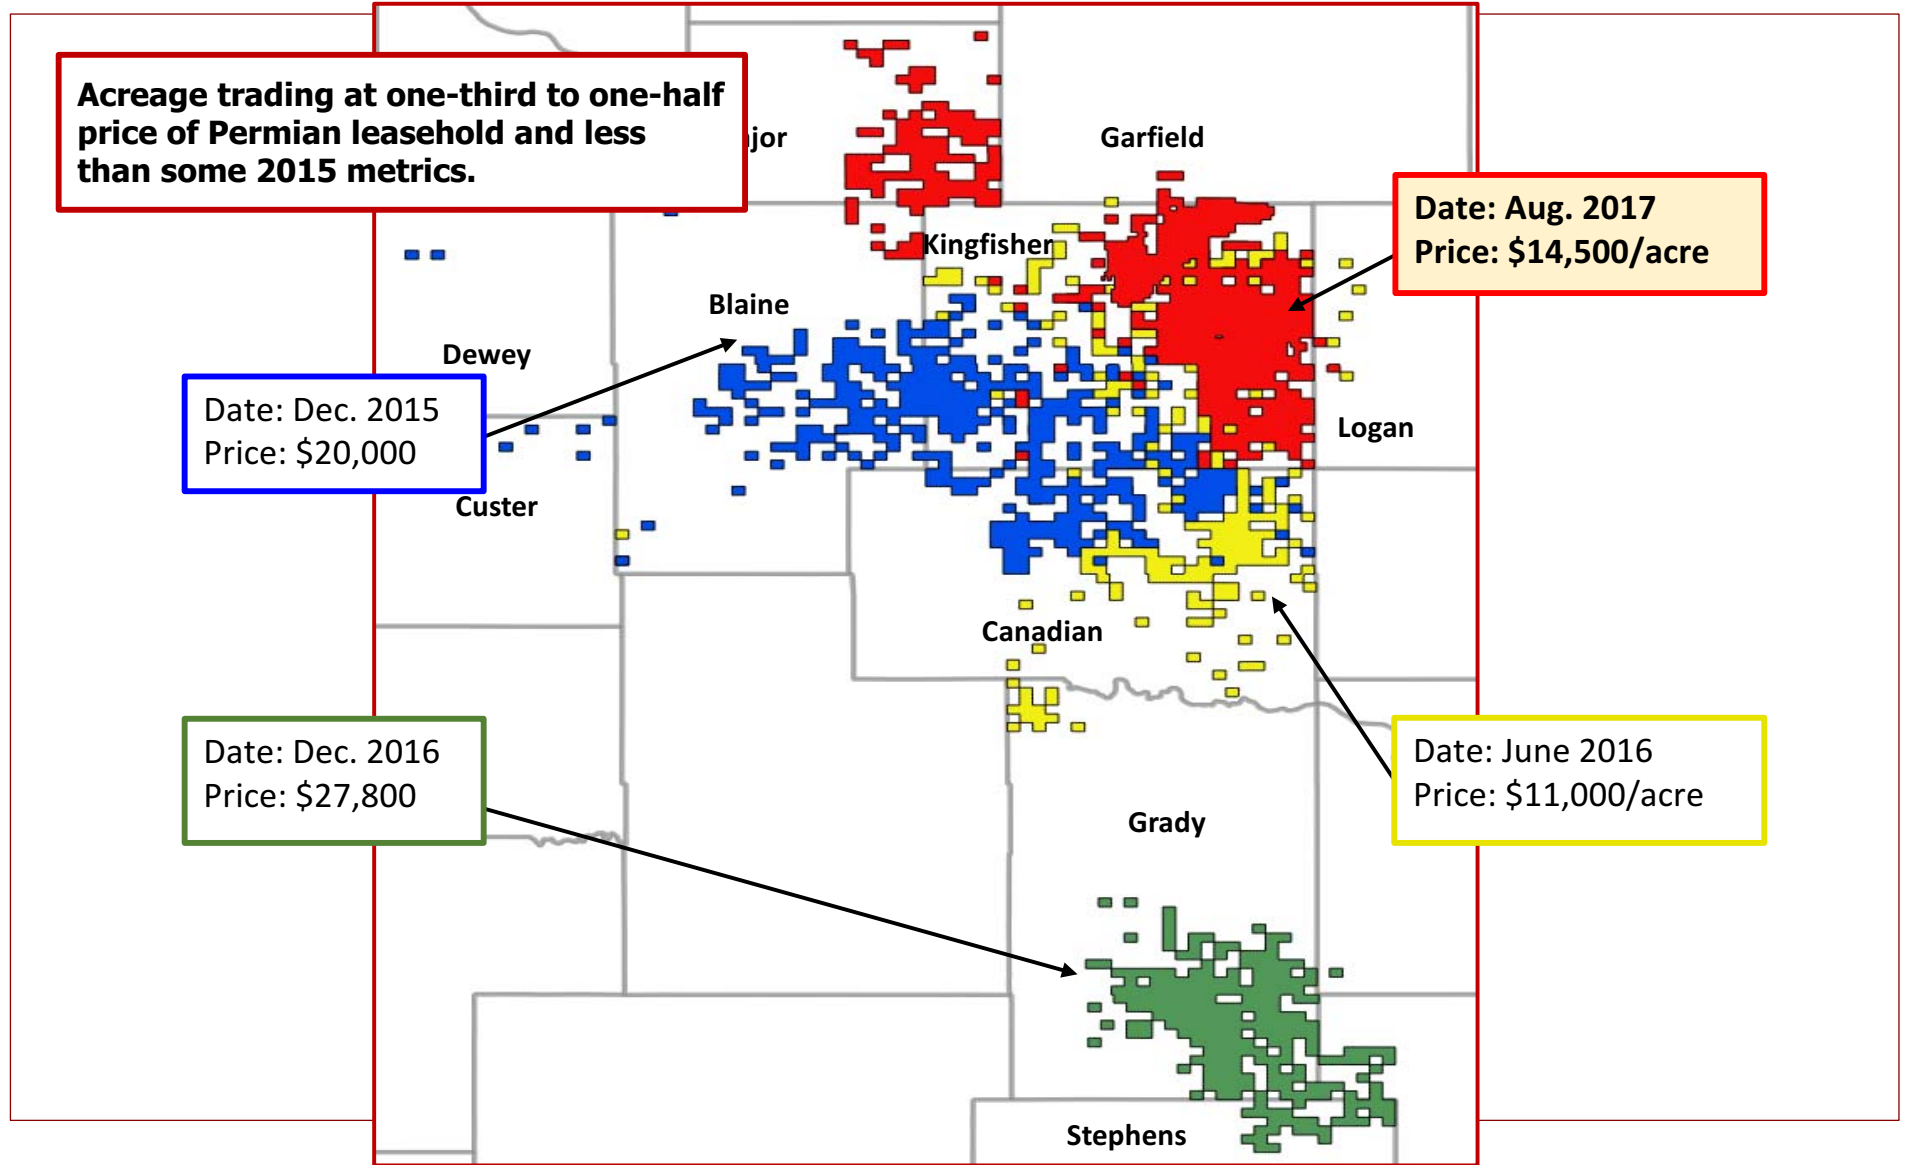 Acreage trading at one-third to one-half
price of Permian leasehold and less
than some 2015 metrics.
jor
Garfield
Date: Aug. 2017
Price: $14,500/acre
Kingfisher
Blaine
Dewey
Date: Dec. 2015
Price: $20,000
Logan
Custer
Canadian
Date: Dec. 2016
Price: $27,800
Date: June 2016
Price: $11,000/acre
Grady
Stephens